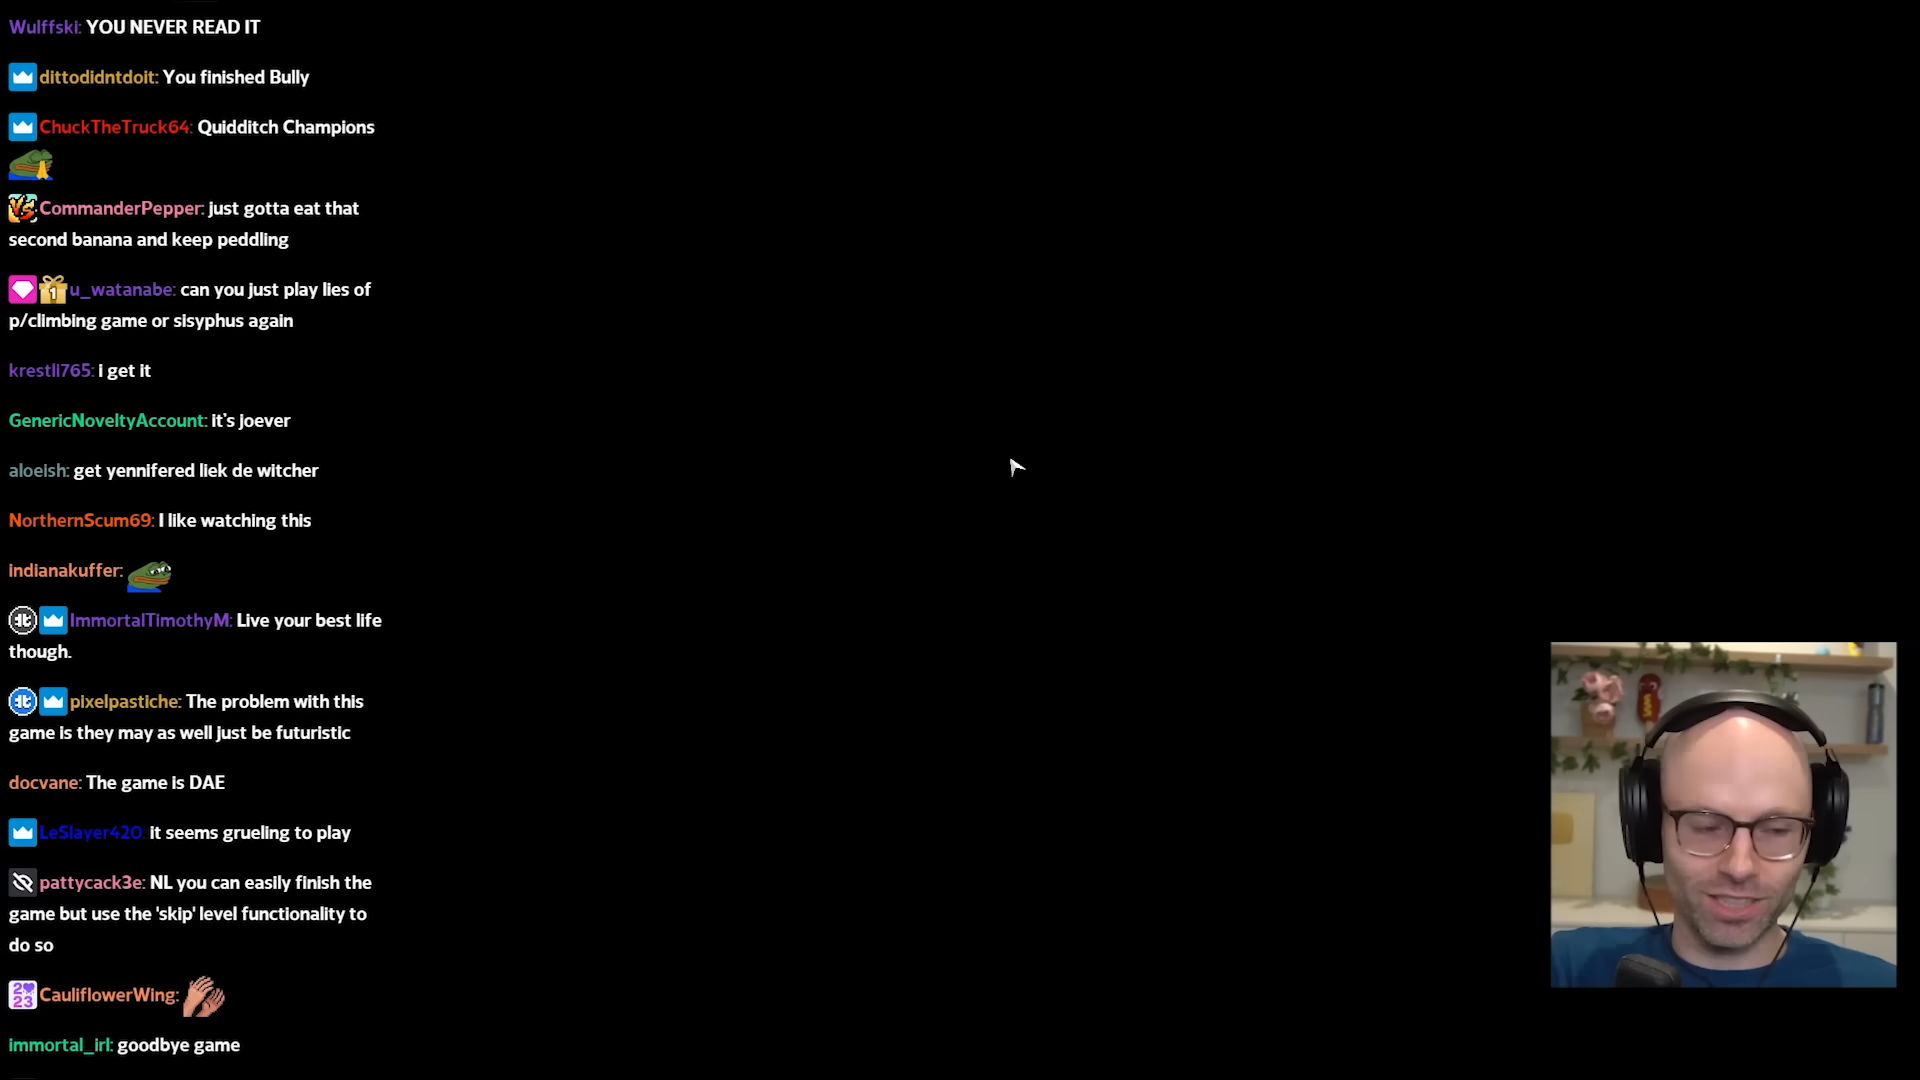 Wulffski: YOU NEVER READ IT
dittodidntdoit: You finished Bully
ChuckTheTruck64: Quidditch Champions
CommanderPepper: just gotta eat that
second banana and keep peddling
1 u_watanabe: can you just play lies of
p/climbing game or sisyphus again
krestll765: i get it
GenericNoveltyAccount: it's joever
aloeish: get yennifered liek de witcher
NorthernScum69: I like watching this
indianakuffer:
ImmortalTimothyM: Live your best life
though.
pixelpastiche: The problem with this
game is they may as well just be futuristic
docvane: The game is DAE
LeSlayer420: it seems grueling to play
pattycack3e: NL you can easily finish the
game but use the 'skip' level functionality to
do so
CauliflowerWing:
immortal_irl: goodbye game